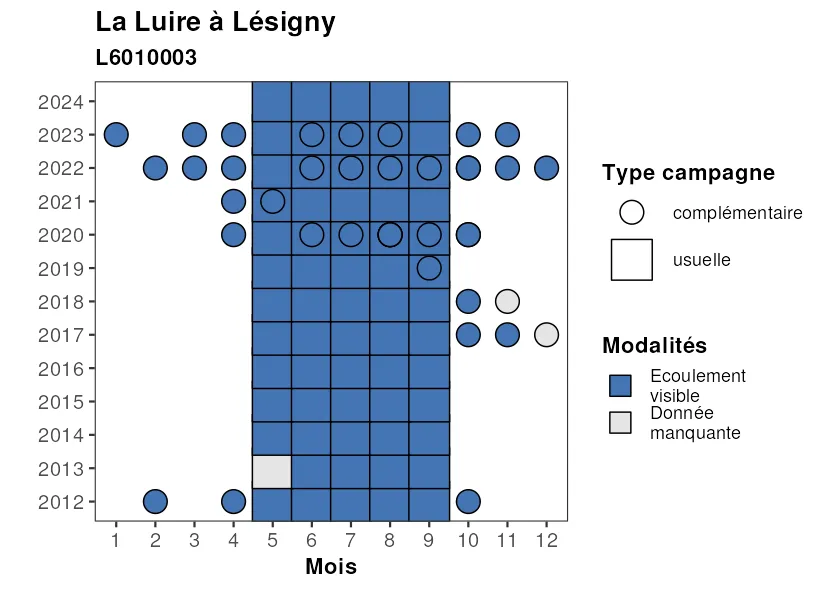 La Luire à Lésigny
L6010003
2024
2023
2022
2021
2020
2019
2018
2017
2016
2015
2014
2013
2012
1 2 3 4 5 6 7 8 9 10 11 12
Mois
Type campagne
complémentaire
usuelle
Modalités
Ecoulement
visible
Donnée
manquante